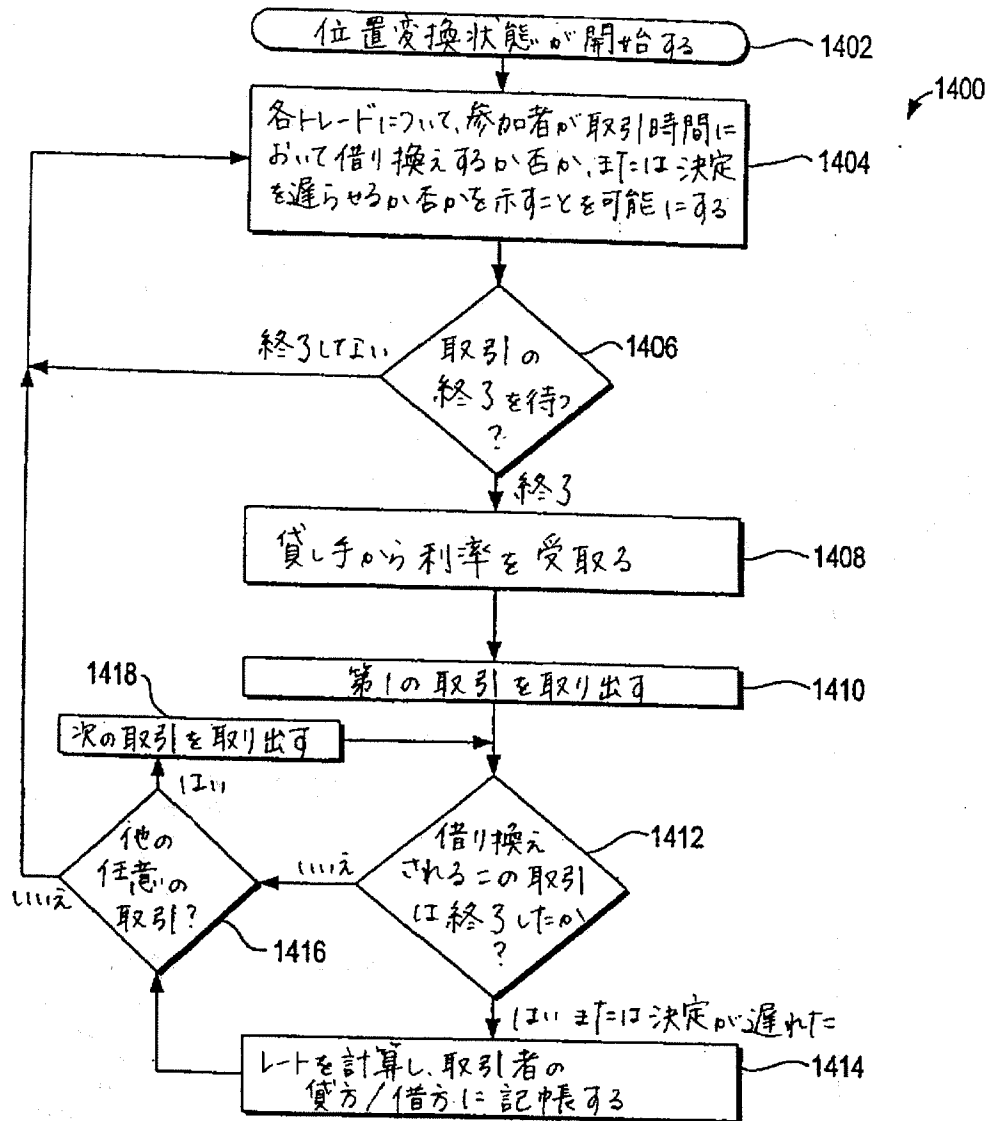 位置変換状態が開始する
1402
1400
各トレードについて、参加者が取引時間に
おいて借り換えするか否か、または決定
を遅らせるか否かを示すことを可能にする
1404
終了しない
取引の
終了を待つ
?
1406
終了
貸し手から利率を受取る
1408
第1の取引を取り出す
1410
1418
次の取引を取り出す
はい
他の
任意の
取引?
いいえ
1416
いいえ
借り換え
されるこの取引
は終了したか
?
1412
はいまたは決定が遅れた
レートを計算し、取引者の
貸方/借方に記帳する
1414